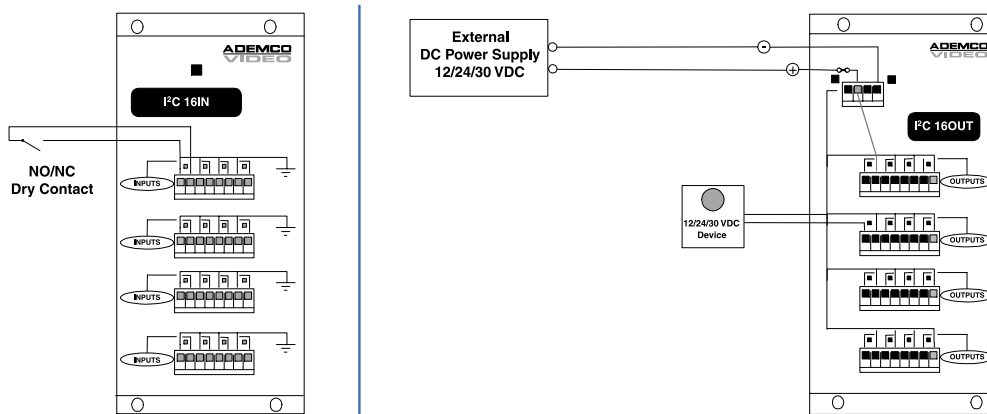 ADEMCO
VIDEO
I²C 16IN
NO/NC
Dry Contact
INPUTS
INPUTS
INPUTS
INPUTS
External
DC Power Supply
12/24/30 VDC
-
+
ADEMCO
VIDEO
I²C 16OUT
12/24/30 VDC
Device
OUTPUTS
OUTPUTS
OUTPUTS
OUTPUTS